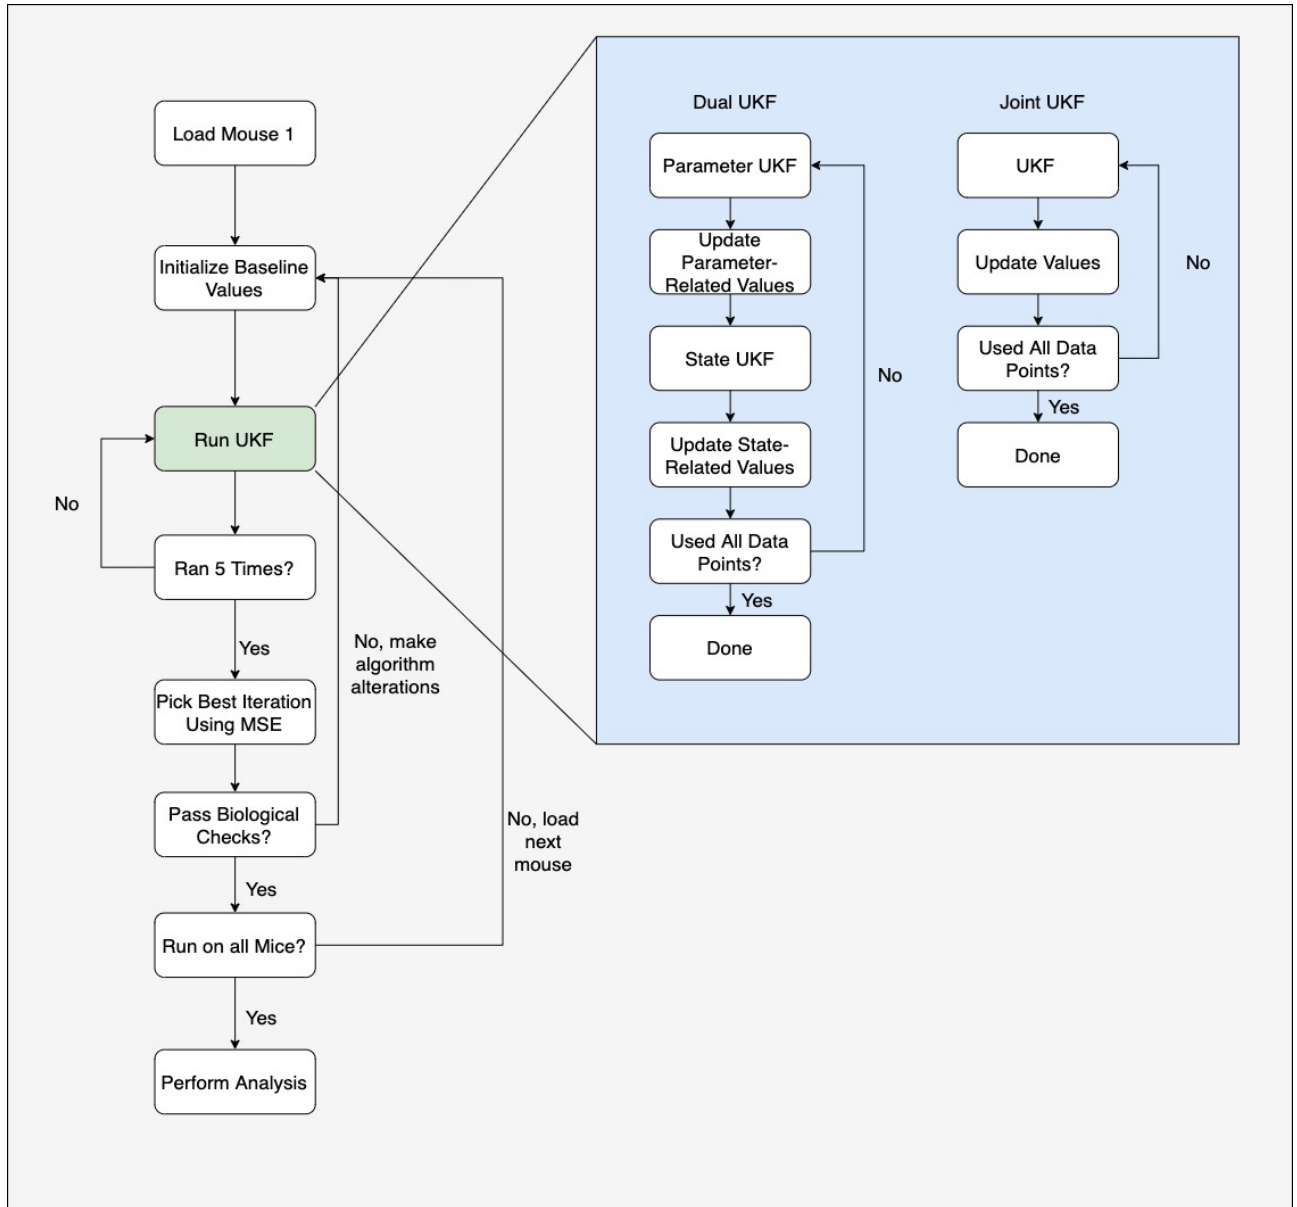 Load Mouse 1
Initialize Baseline
Values
Run UKF
No
Ran 5 Times?
Yes
Pick Best Iteration
Using MSE
No, make
algorithm
alterations
Pass Biological
Checks?
No, load
next
mouse
Yes
Run on all Mice?
Yes
Perform Analysis
Dual UKF
Parameter UKF
Update
Parameter-
Related Values
State UKF
No
Update State-
Related Values
Used All Data
Points?
Yes
Done
Joint UKF
UKF
Update Values
No
Used All Data
Points?
Yes
Done